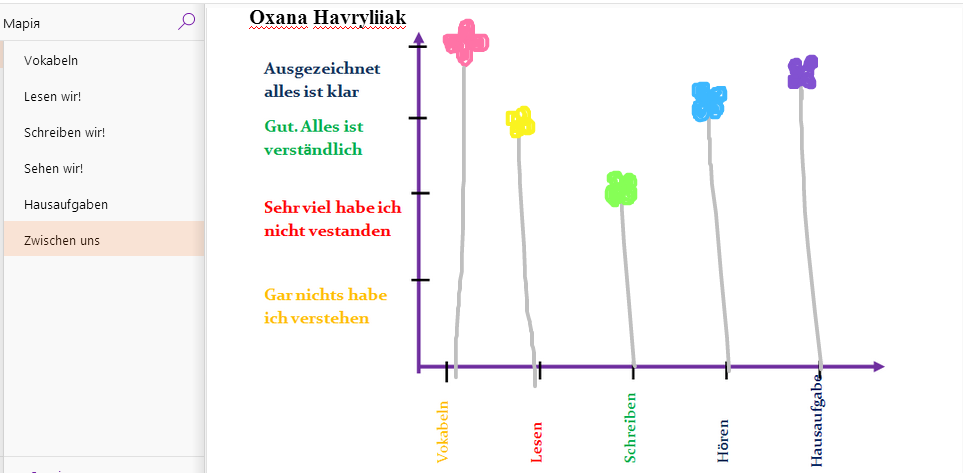 Марія
Vokabeln
Lesen wir!
Schreiben wir!
Sehen wir!
Hausaufgaben
Zwischen uns
Oxana Havryliiak
Ausgezeichnet
alles ist klar
Gut. Alles ist
verständlich
Sehr viel habe ich
nicht vestanden
Gar nichts habe
ich verstehen
Vokabeln
Lesen
Schreiben
Hören
Hausaufgabe